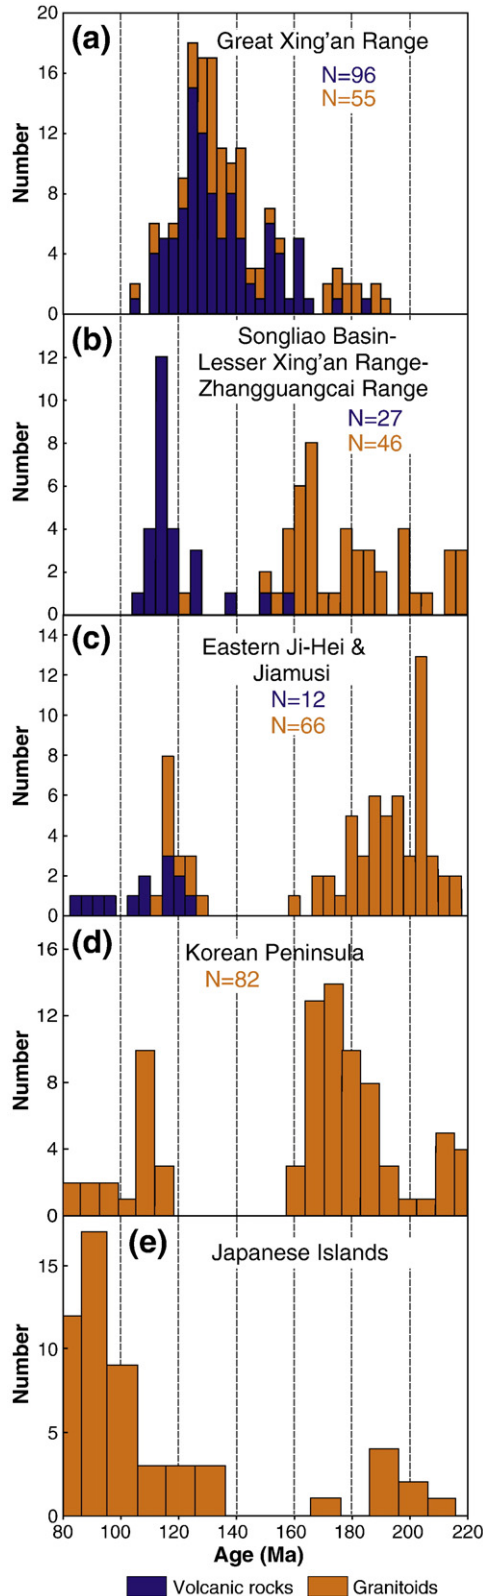 (a)
Great Xing'an Range
N=96
N=55
Number
20
16
12
8
4
(b)
Songliao Basin-
Lesser Xing'an Range-
Zhangguangcai Range
N=27
N=46
Number
12
10
8
6
4
2
0
(c)
Eastern Ji-Hei &
Jiamusi
N=12
N=66
Number
14
12
10
8
6
4
2
0
(d)
Korean Peninsula
N=82
Number
16
12
8
4
0
(e)
Japanese Islands
Number
15
10
5
0
80 100 120 140 160 180 200 220
Age (Ma)
Volcanic rocks Granitoids